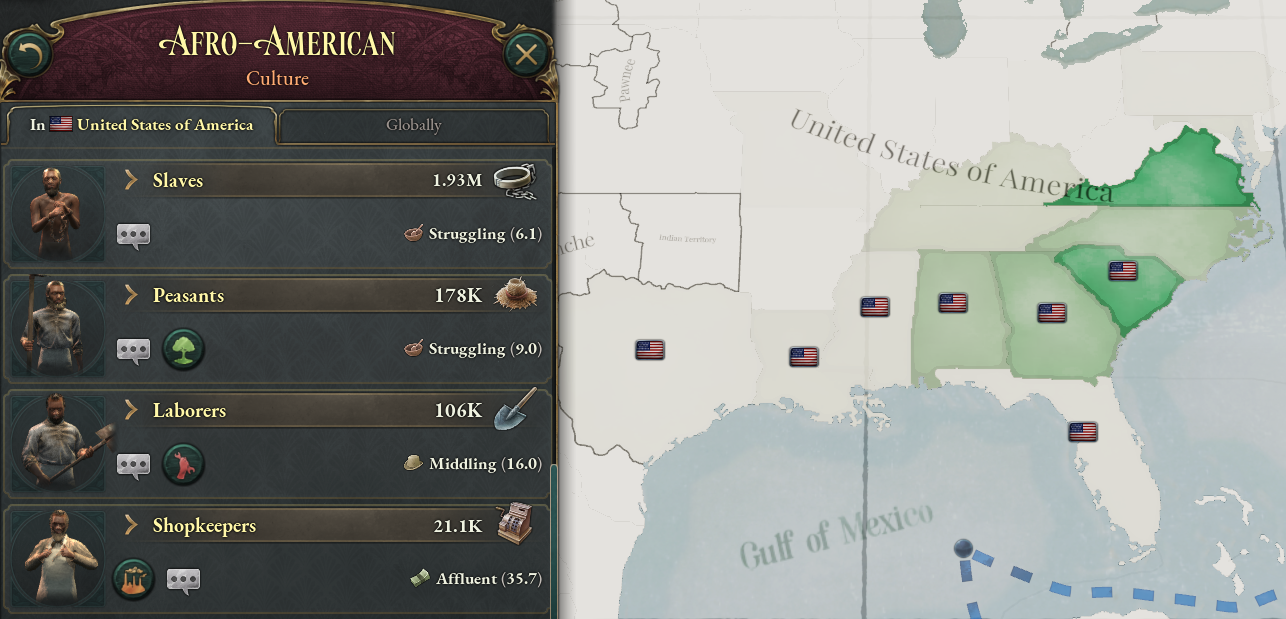 Afro-American
Culture
In United States of America
Globally
Slaves
1.93M
Struggling (6.1)
Peasants
178K
Struggling (9.0)
Laborers
106K
Middling (16.0)
Shopkeepers
21.1K
Affluent (35.7)
Pawnee
United States of America
Indian Territory
nche
Gulf of Mexico